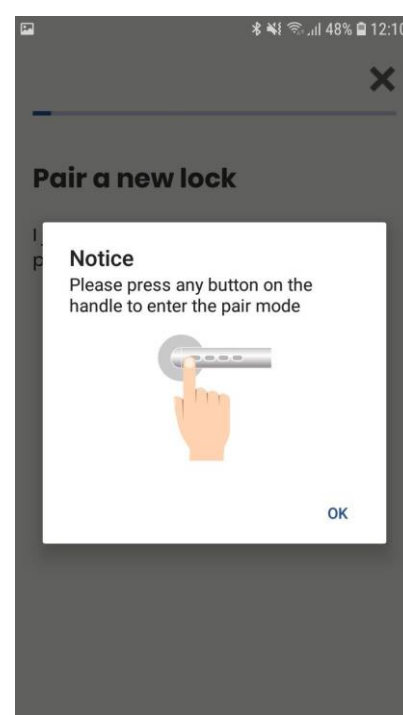 48% 12:10
Pair a new lock
Notice
Please press any button on the
handle to enter the pair mode
OK